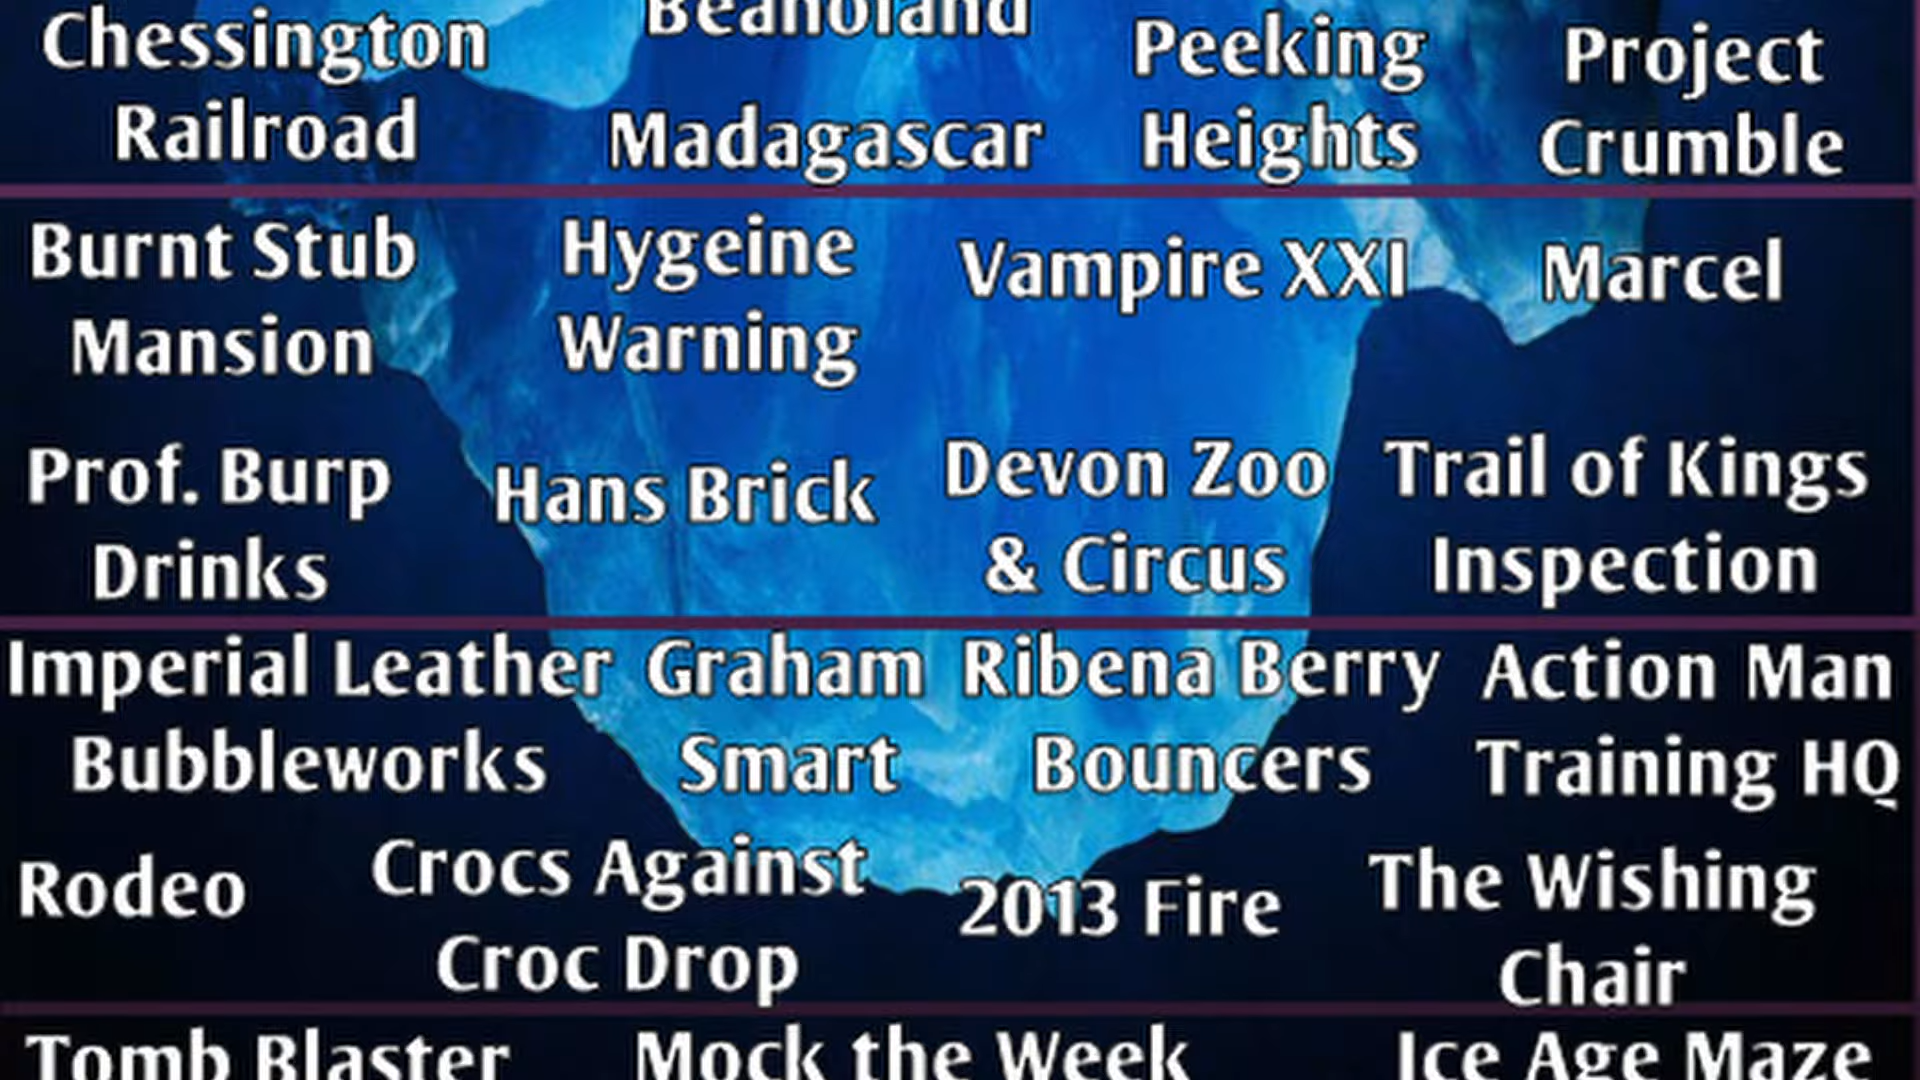 Chessington
Railroad
Beanoland
Madagascar
Peeking
Heights
Project
Crumble
Burnt Stub
Mansion
Hygeine
Warning
Vampire XXI
Marcel
Prof. Burp
Drinks
Hans Brick
Devon Zoo
& Circus
Trail of Kings
Inspection
Imperial Leather
Bubbleworks
Graham
Smart
Ribena Berry
Bouncers
Action Man
Training HQ
Rodeo
Crocs Against
Croc Drop
2013 Fire
The Wishing
Chair
Tomb Blaster
Mock the Week
Ice Age Maze